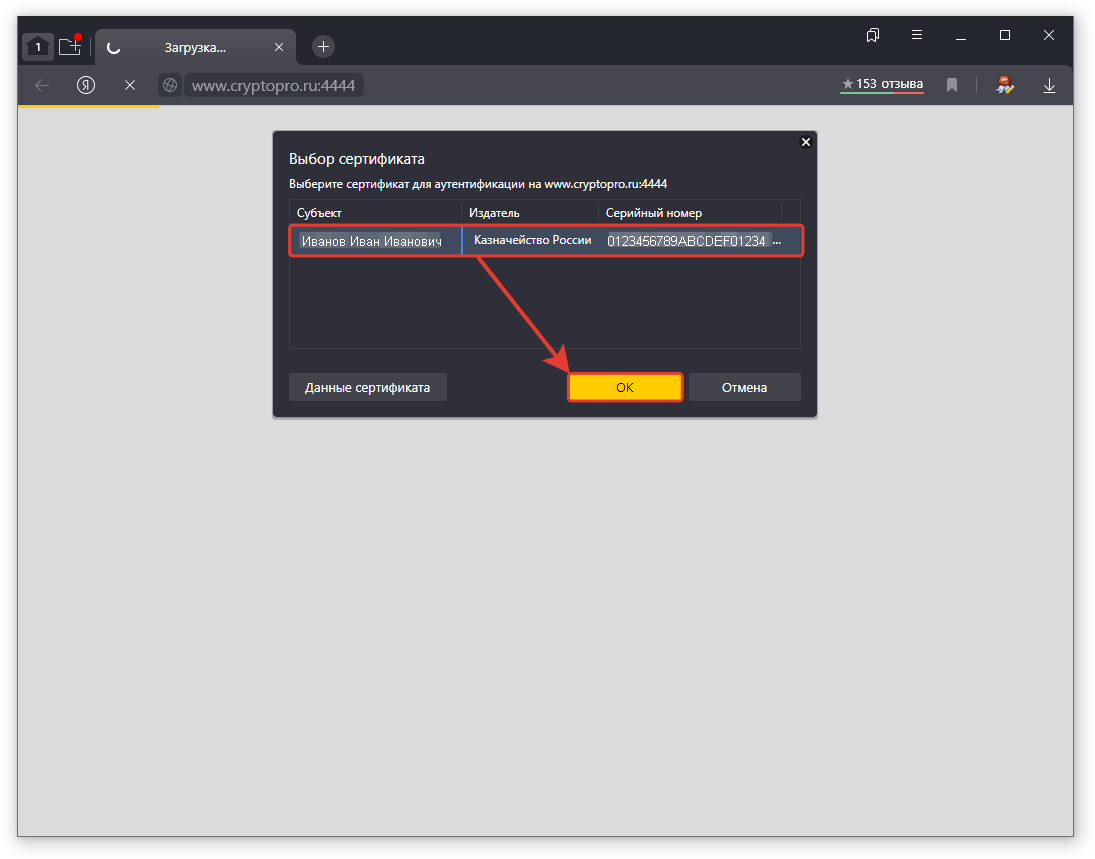 1
Загрузка...
Я
www.cryptopro.ru:4444
153 отзыва
Выбор сертификата
Выберите сертификат для аутентификации на www.cryptopro.ru:4444
Субъект Издатель Серийный номер
Иванов Иван Иванович Казначейство России 0123456789ABCDEF01234 ...
Данные сертификата OK Отмена